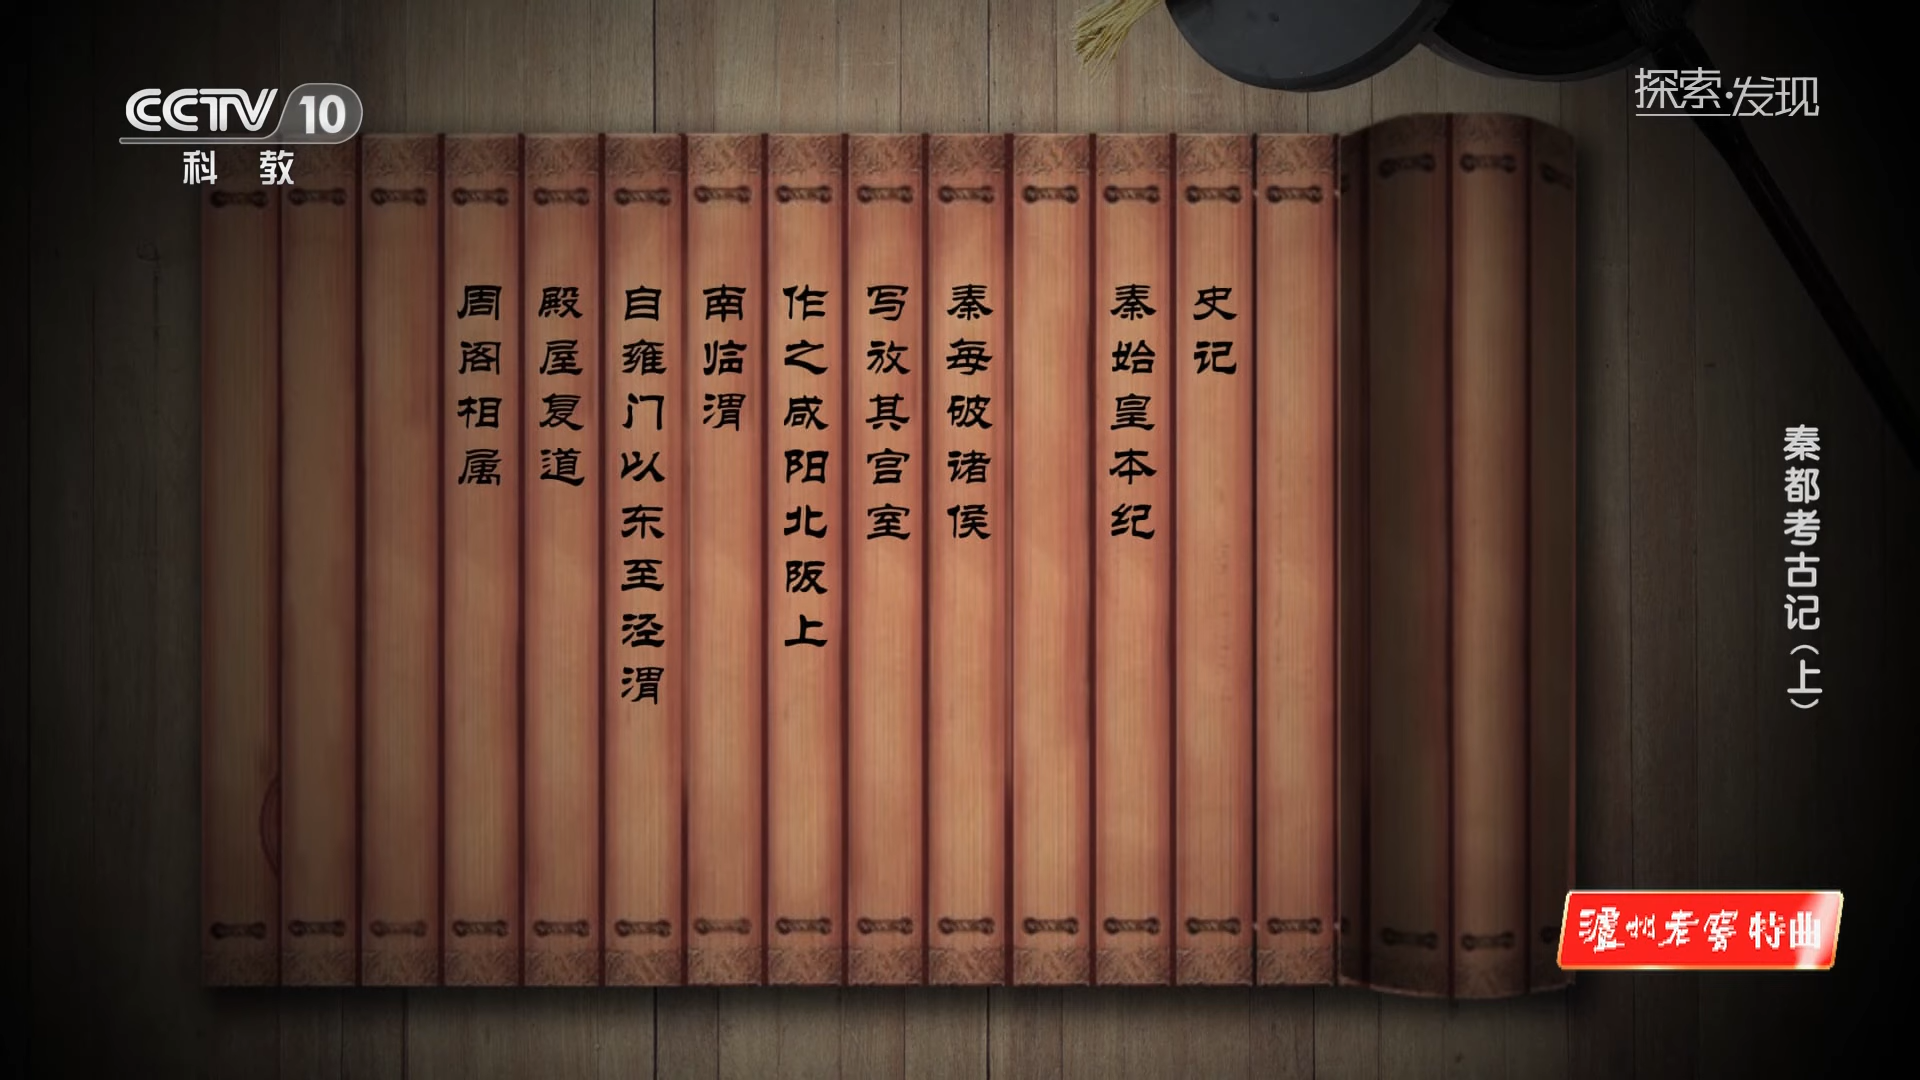 CCTV 10
科教
探索·发现
史记
秦始皇本纪
秦每破诸侯
写放其宫室
作之咸阳北阪上
南临渭
自雍门以东至泾渭
殿屋复道
周阁相属
秦都考古记（上）
泸州老窖 特曲